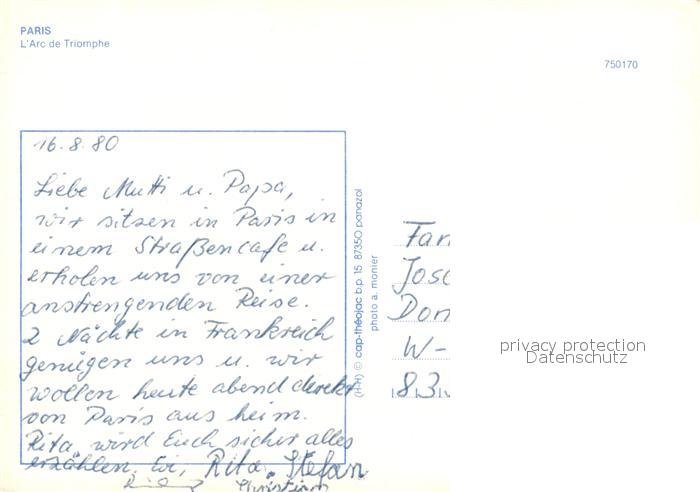 PARIS
L'Arc de Triomphe
750170
16.8.80
Liebe Mutti u. Papa,
wir sitzen in Paris in
einem Straßencafe u.
erholen uns von einer
anstrengenden Reise.
2 Nächte in Frankreich
genügen uns u. wir
wollen heute abend direkt
von Paris aus heim.
Rita wird Euch sicher alles
erzählen. Rita. Stefan
Christian
(H-H) © cap-théojac b.p. 15 87350 panazol
photo a. monier
Fam
Jose
Dom
W-
83
privacy protection
Datenschutz